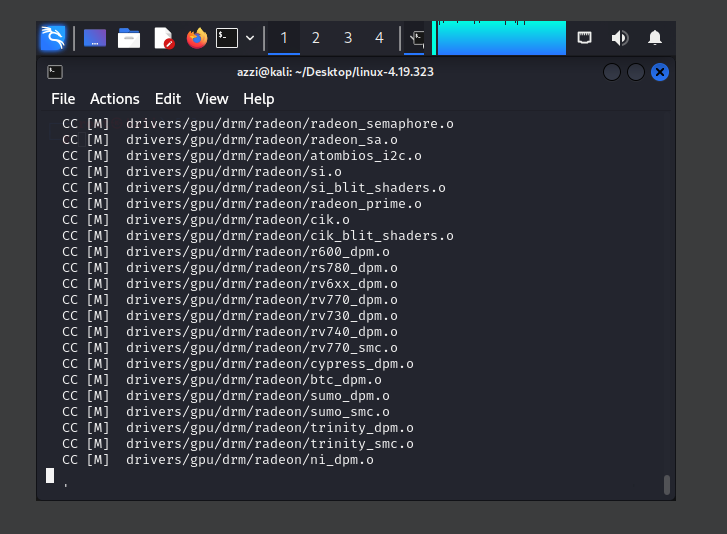 1 2 3 4
azzi@kali: ~/Desktop/linux-4.19.323
File Actions Edit View Help
CC [M]  drivers/gpu/drm/radeon/radeon_semaphore.o
CC [M]  drivers/gpu/drm/radeon/radeon_sa.o
CC [M]  drivers/gpu/drm/radeon/atombios_i2c.o
CC [M]  drivers/gpu/drm/radeon/si.o
CC [M]  drivers/gpu/drm/radeon/si_blit_shaders.o
CC [M]  drivers/gpu/drm/radeon/radeon_prime.o
CC [M]  drivers/gpu/drm/radeon/cik.o
CC [M]  drivers/gpu/drm/radeon/cik_blit_shaders.o
CC [M]  drivers/gpu/drm/radeon/r600_dpm.o
CC [M]  drivers/gpu/drm/radeon/rs780_dpm.o
CC [M]  drivers/gpu/drm/radeon/rv6xx_dpm.o
CC [M]  drivers/gpu/drm/radeon/rv770_dpm.o
CC [M]  drivers/gpu/drm/radeon/rv730_dpm.o
CC [M]  drivers/gpu/drm/radeon/rv740_dpm.o
CC [M]  drivers/gpu/drm/radeon/rv770_smc.o
CC [M]  drivers/gpu/drm/radeon/cypress_dpm.o
CC [M]  drivers/gpu/drm/radeon/btc_dpm.o
CC [M]  drivers/gpu/drm/radeon/sumo_dpm.o
CC [M]  drivers/gpu/drm/radeon/sumo_smc.o
CC [M]  drivers/gpu/drm/radeon/trinity_dpm.o
CC [M]  drivers/gpu/drm/radeon/trinity_smc.o
CC [M]  drivers/gpu/drm/radeon/ni_dpm.o